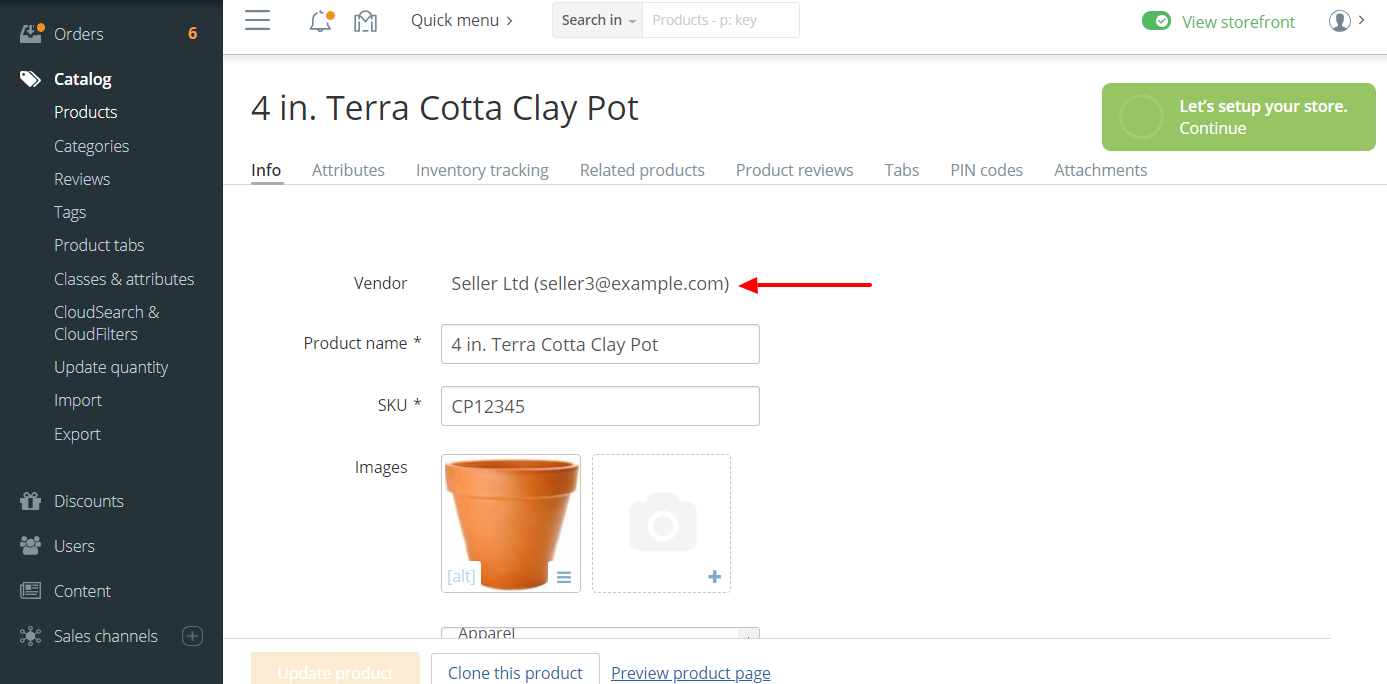 Orders 6
Catalog
Products
Categories
Reviews
Tags
Product tabs
Classes & attributes
CloudSearch &
CloudFilters
Update quantity
Import
Export
Discounts
Users
Content
Sales channels
Quick menu
Search in Products - p: key
View storefront
4 in. Terra Cotta Clay Pot
Let's setup your store.
Continue
Info Attributes Inventory tracking Related products Product reviews Tabs PIN codes Attachments
Vendor Seller Ltd (seller3@example.com)
Product name * 4 in. Terra Cotta Clay Pot
SKU * CP12345
Images
[alt]
Apparel
Update product Clone this product Preview product page